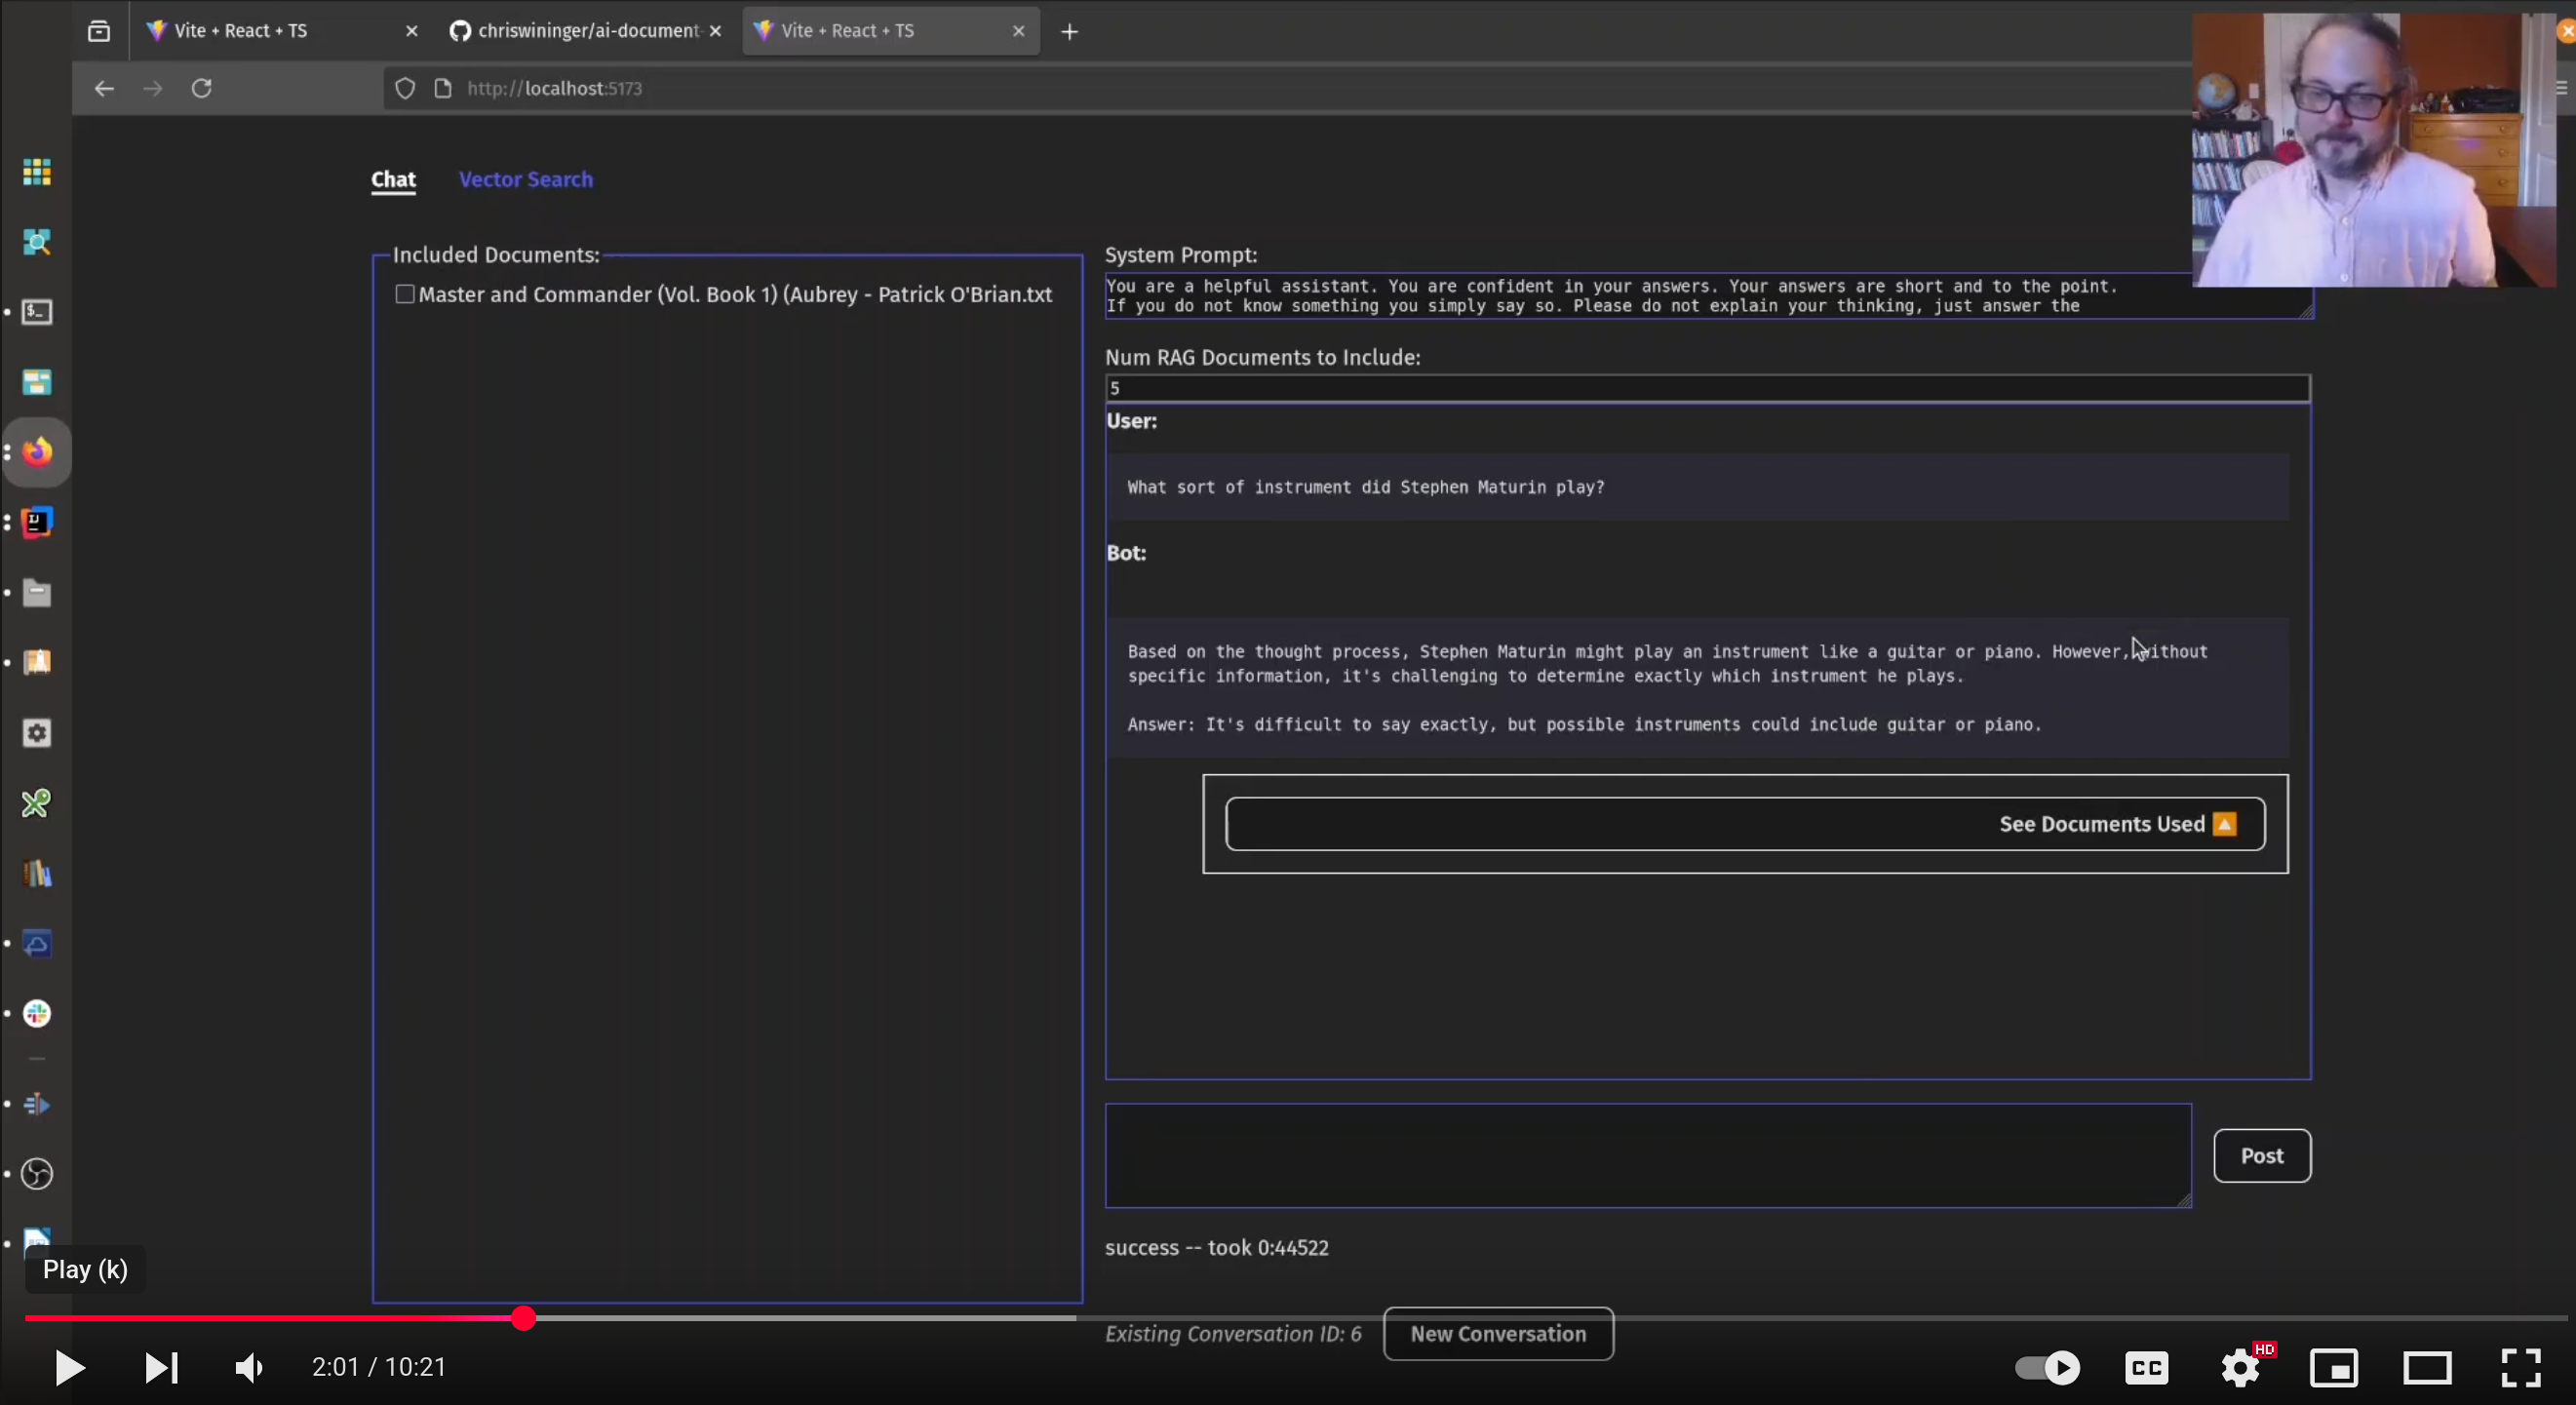 Vite + React + TS
chriswininger/ai-document-
Vite + React + TS
http://localhost:5173
Chat
Vector Search
Included Documents:
Master and Commander (Vol. Book 1) (Aubrey - Patrick O'Brian.txt
System Prompt:
You are a helpful assistant. You are confident in your answers. Your answers are short and to the point.
If you do not know something you simply say so. Please do not explain your thinking, just answer the
Num RAG Documents to Include:
5
User:
What sort of instrument did Stephen Maturin play?
Bot:
Based on the thought process, Stephen Maturin might play an instrument like a guitar or piano. However, without
specific information, it's challenging to determine exactly which instrument he plays.
Answer: It's difficult to say exactly, but possible instruments could include guitar or piano.
See Documents Used
Post
success -- took 0:44522
Existing Conversation ID: 6
New Conversation
Play (k)
2:01 / 10:21
CC
HD